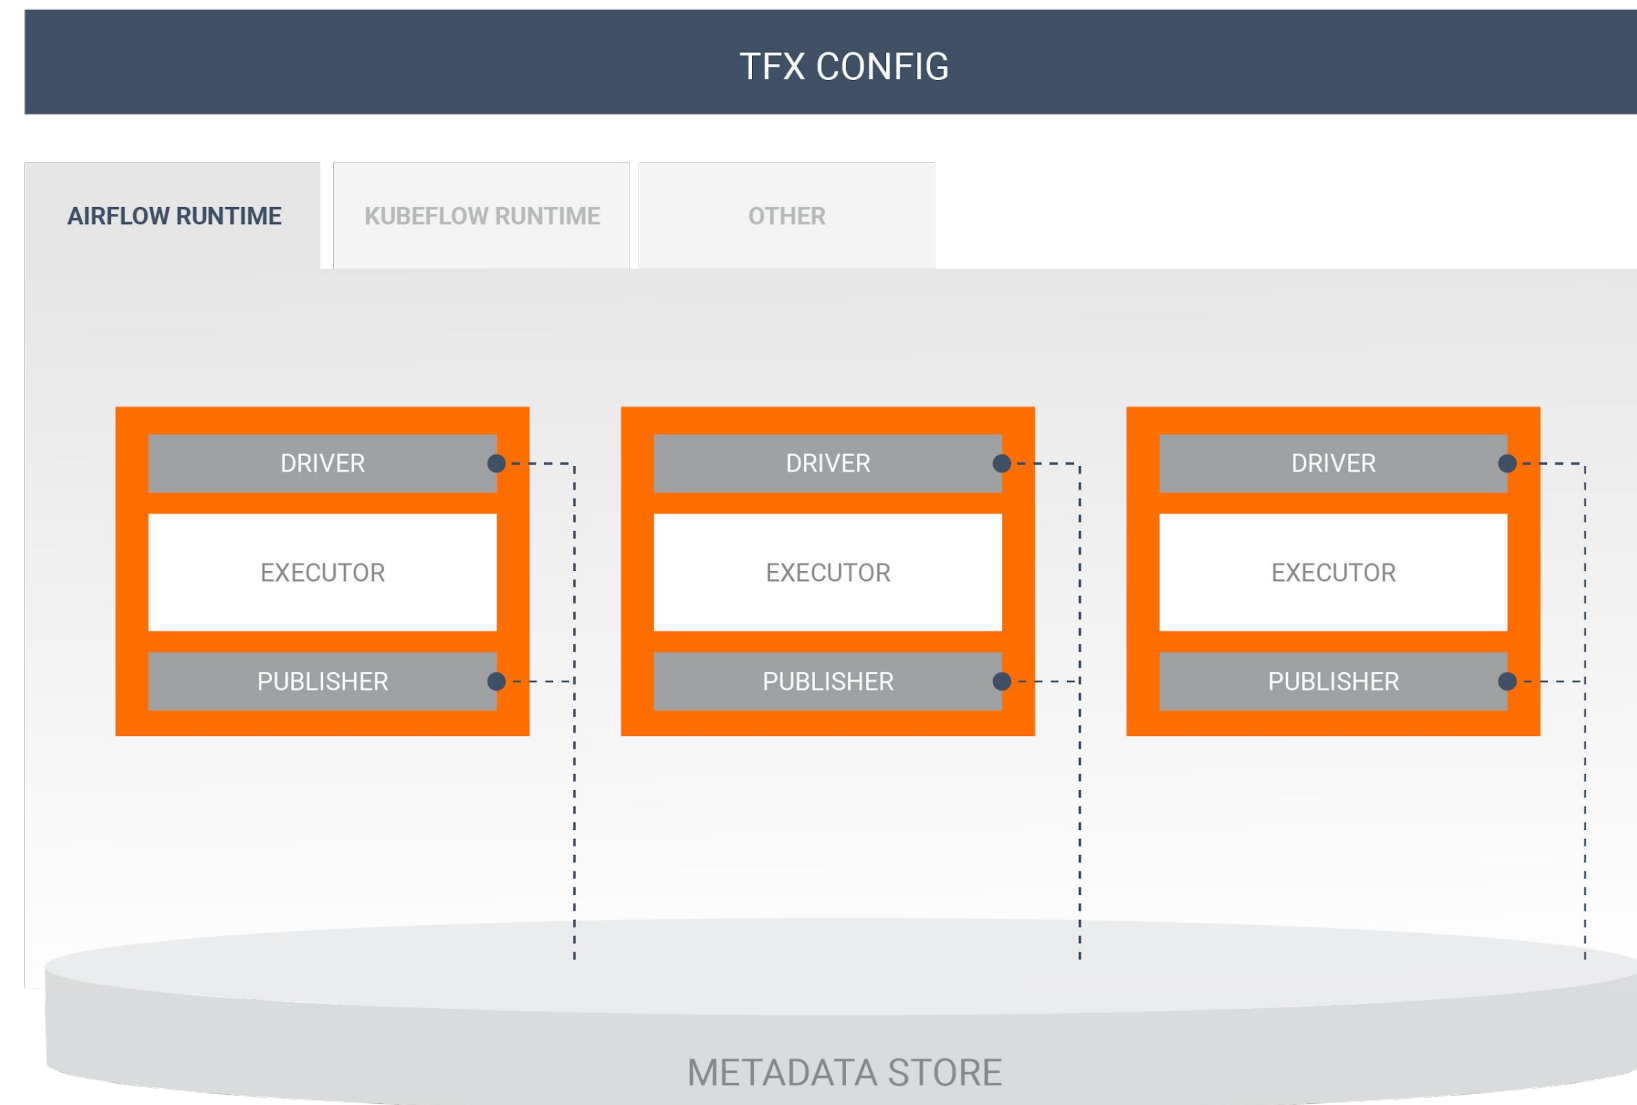 TFX CONFIG
AIRFLOW RUNTIME
KUBEFLOW RUNTIME
OTHER
DRIVER
EXECUTOR
PUBLISHER
DRIVER
EXECUTOR
PUBLISHER
DRIVER
EXECUTOR
PUBLISHER
METADATA STORE